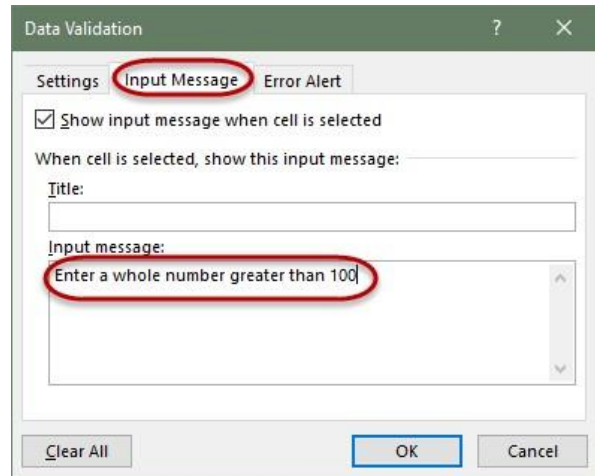 Data Validation ? ×
Settings Input Message Error Alert
Show input message when cell is selected
When cell is selected, show this input message:
Title:
Input message:
Enter a whole number greater than 100
Clear All OK Cancel